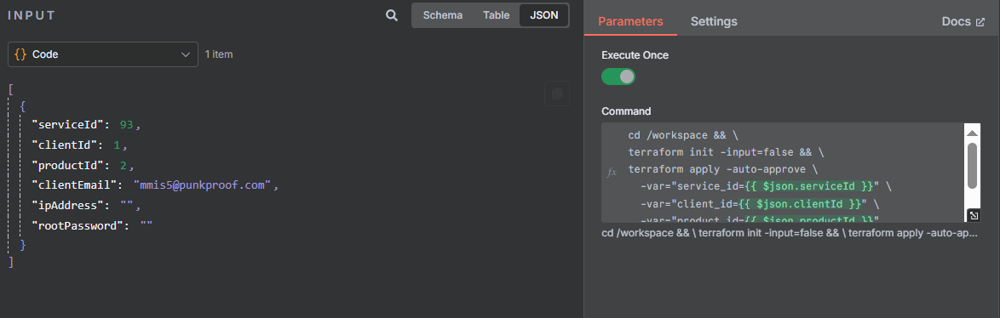 INPUT
Schema Table JSON
{} Code
1 item
[
{
"serviceId": 93,
"clientId": 1,
"productId": 2,
"clientEmail": "mmis5@punkproof.com",
"ipAddress": "",
"rootPassword": ""
}
]
Parameters Settings Docs
Execute Once
Command
fx
cd /workspace && \
terraform init -input=false && \
terraform apply -auto-approve \
-var="service_id={{ $json.serviceId }}" \
-var="client_id={{ $json.clientId }}" \
-var="product_id={{ $json.productId }}"
cd /workspace && \ terraform init -input=false && \ terraform apply -auto-ap...